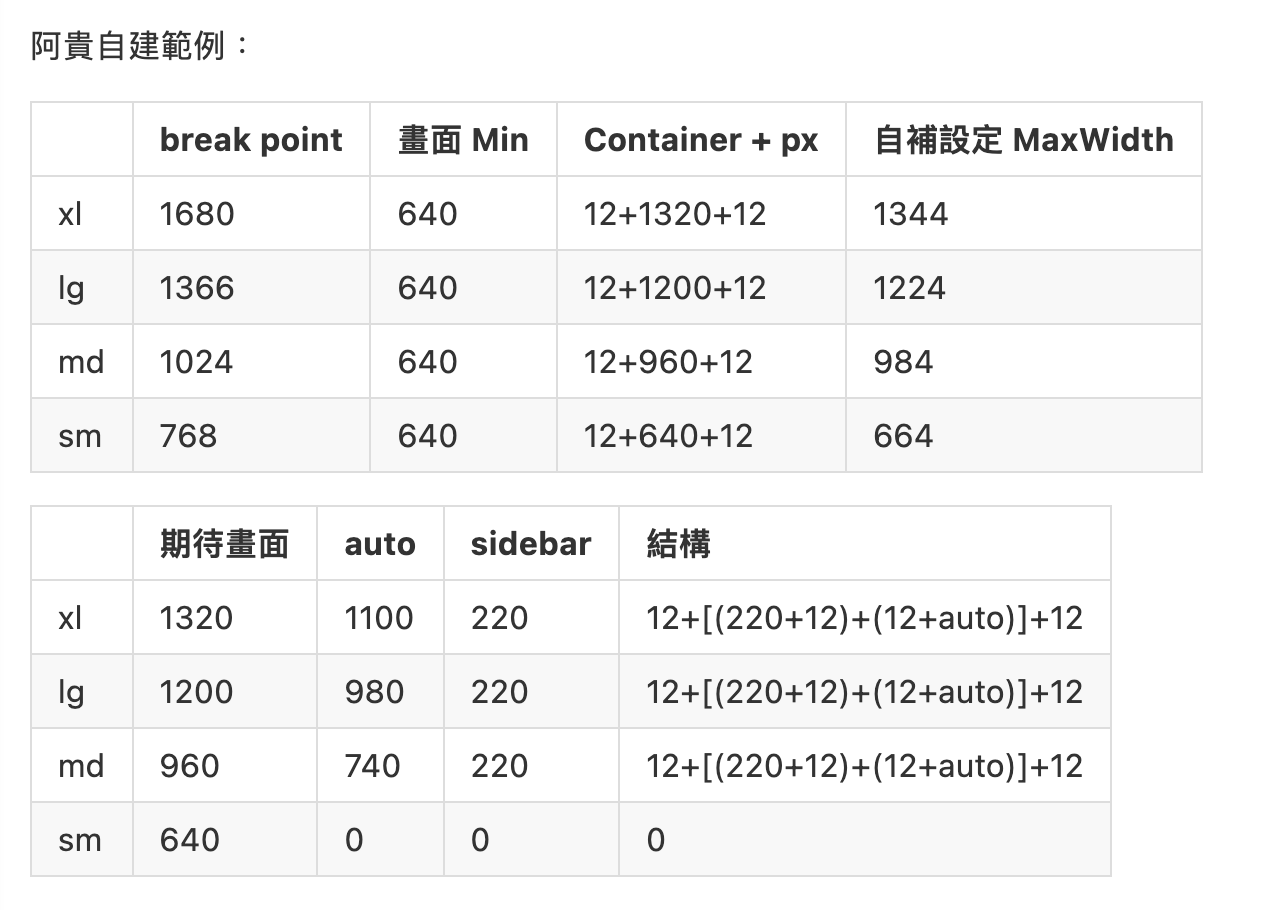 阿貴自建範例：
break point 畫面 Min Container + px 自補設定 MaxWidth
xl 1680 640 12+1320+12 1344
lg 1366 640 12+1200+12 1224
md 1024 640 12+960+12 984
sm 768 640 12+640+12 664
期待畫面 auto sidebar 結構
xl 1320 1100 220 12+[(220+12)+(12+auto)]+12
lg 1200 980 220 12+[(220+12)+(12+auto)]+12
md 960 740 220 12+[(220+12)+(12+auto)]+12
sm 640 0 0 0